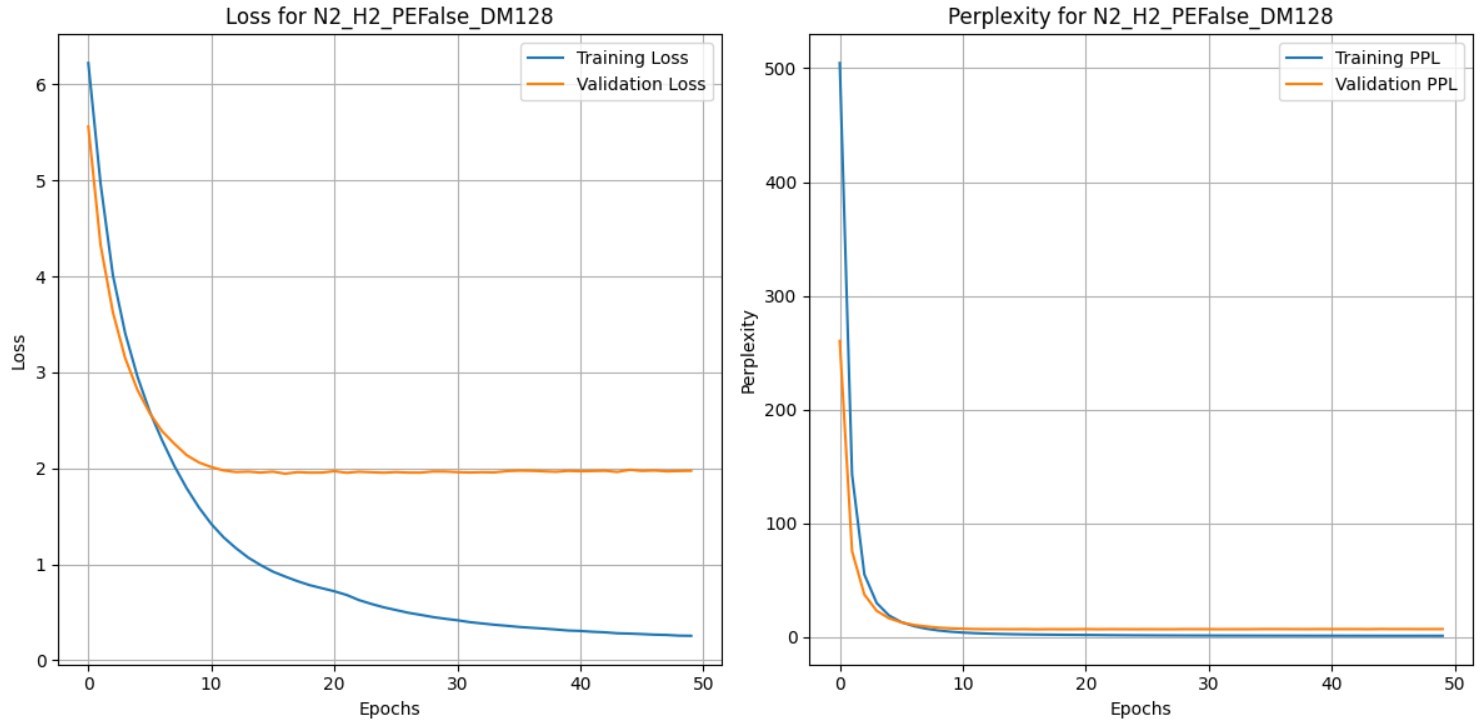 Loss for N2_H2_PEFalse_DM128
Training Loss
Validation Loss
6
5
4
3
2
1
0
Loss
0 10 20 30 40 50
Epochs
Perplexity for N2_H2_PEFalse_DM128
Training PPL
Validation PPL
500
400
300
200
100
0
Perplexity
0 10 20 30 40 50
Epochs